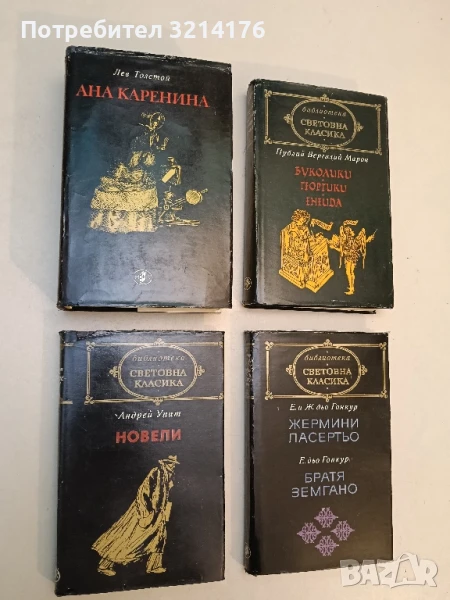 Потребител 3214176
Лев Толстой
АНА КАРЕНИНА
библиотека
СВЕТОВНА
КЛАСИКА
Публий Вергилий Марон
БУКОЛИКИ
ГЕОРГИКИ
ЕНЕИДА
библиотека
СВЕТОВНА
КЛАСИКА
Андрей Упит
НОВЕЛИ
библиотека
СВЕТОВНА
КЛАСИКА
Е. и Ж. дьо Гонкур
ЖЕРМИНИ
ЛАСЕРТЬО
Е. дьо Гонкур
БРАТЯ
ЗЕМГАНО
BAZAR